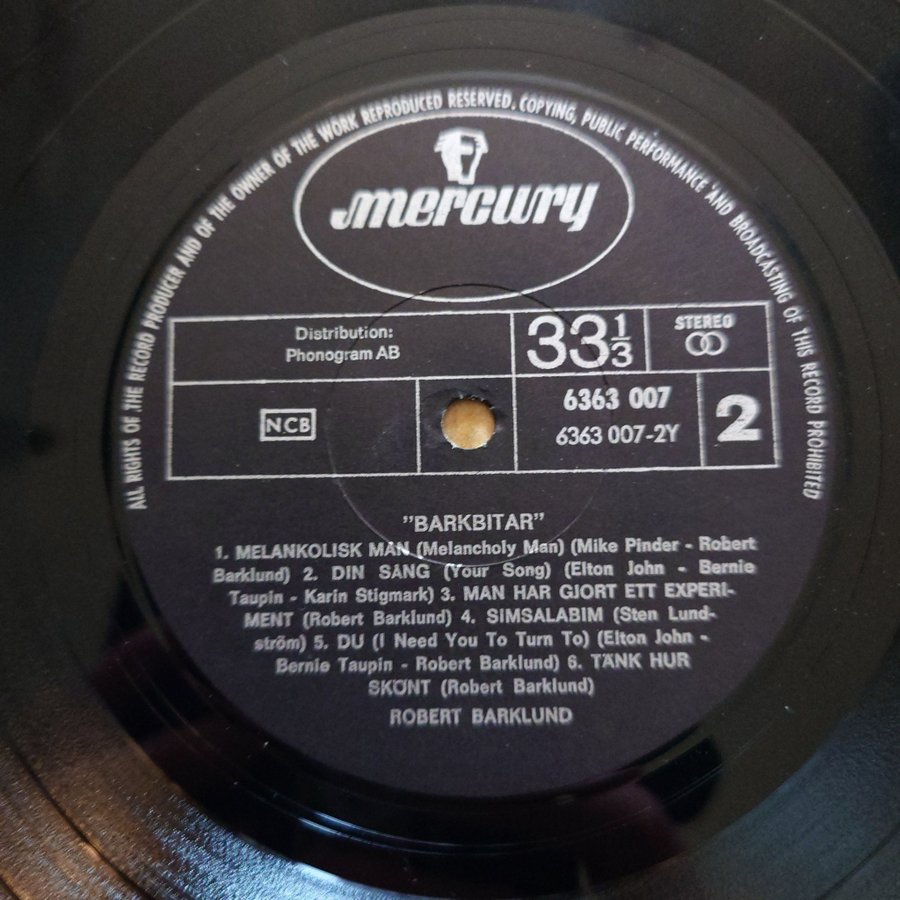 ALL RIGHTS OF THE RECORD PRODUCER AND OF THE OWNER OF THE WORK REPRODUCED RESERVED. COPYING, PUBLIC PERFORMANCE AND BROADCASTING OF THIS RECORD PROHIBITED
mercury
Distribution:
Phonogram AB
33 1/3
STEREO
NCB
6363 007
6363 007-2Y
2
"BARKBITAR"
1. MELANKOLISK MAN (Melancholy Man) (Mike Pinder - Robert
Barklund) 2. DIN SÅNG (Your Song) (Elton John - Bernie
Taupin - Karin Stigmark) 3. MAN HAR GJORT ETT EXPERI-
MENT (Robert Barklund) 4. SIMSALABIM (Sten Lund-
ström) 5. DU (I Need You To Turn To) (Elton John -
Bernie Taupin - Robert Barklund) 6. TÄNK HUR
SKÖNT (Robert Barklund)
ROBERT BARKLUND